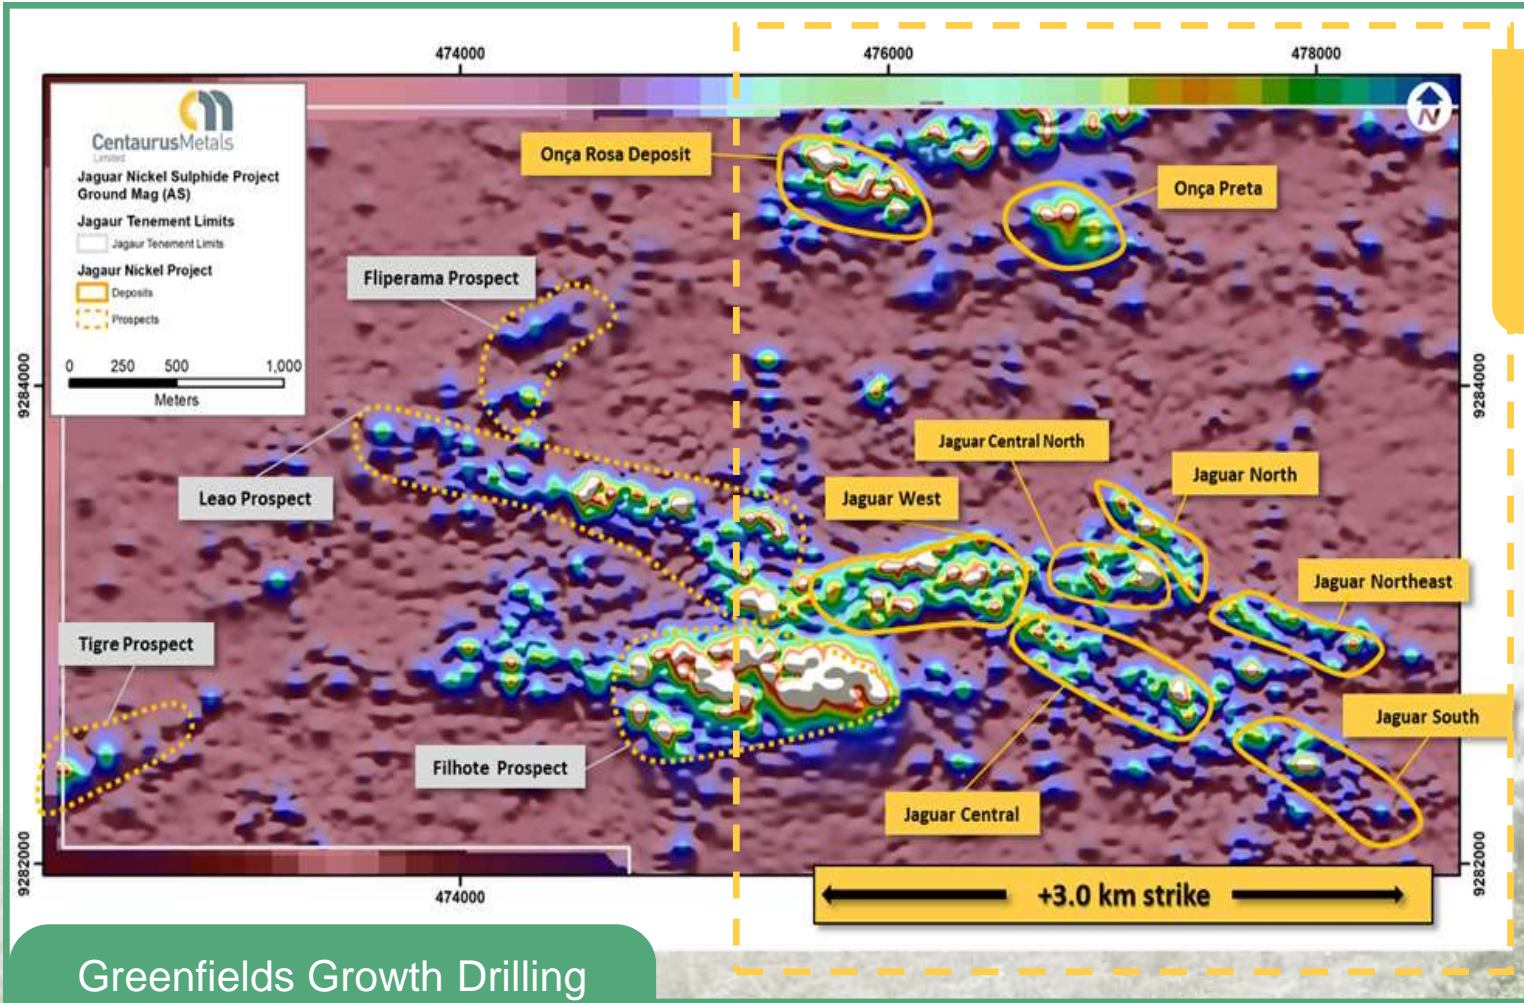 474000
476000
478000
CentaurusMetals
Limited
Jaguar Nickel Sulphide Project
Ground Mag (AS)
Jagaur Tenement Limits
Jagaur Tenement Limits
Jagaur Nickel Project
Deposits
Prospects
0 250 500 1,000
Meters
N
Onça Rosa Deposit
Onça Preta
Fliperama Prospect
9284000
9284000
Jaguar Central North
Jaguar North
Leao Prospect
Jaguar West
Jaguar Northeast
Tigre Prospect
Jaguar South
Filhote Prospect
Jaguar Central
9282000
9282000
474000
+3.0 km strike
Greenfields Growth Drilling